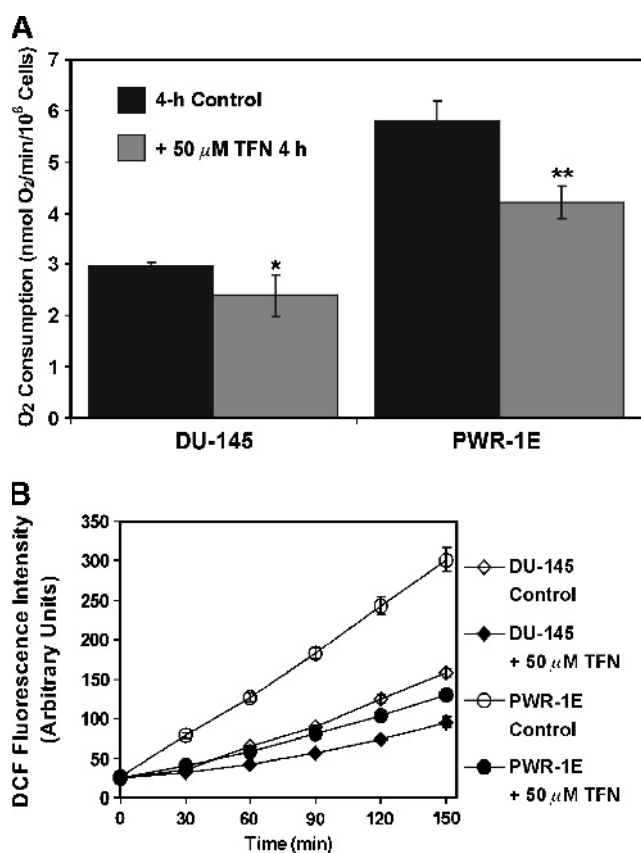 A
O2 Consumption (nmol O2/min/10⁶ Cells)
7
6
5
4
3
2
1
0
4-h Control
+ 50 μM TFN 4 h
*
**
DU-145
PWR-1E
B
DCF Fluorescence Intensity
(Arbitrary Units)
350
300
250
200
150
100
50
0
0 30 60 90 120 150
Time (min)
DU-145
Control
DU-145
+ 50 μM TFN
PWR-1E
Control
PWR-1E
+ 50 μM TFN